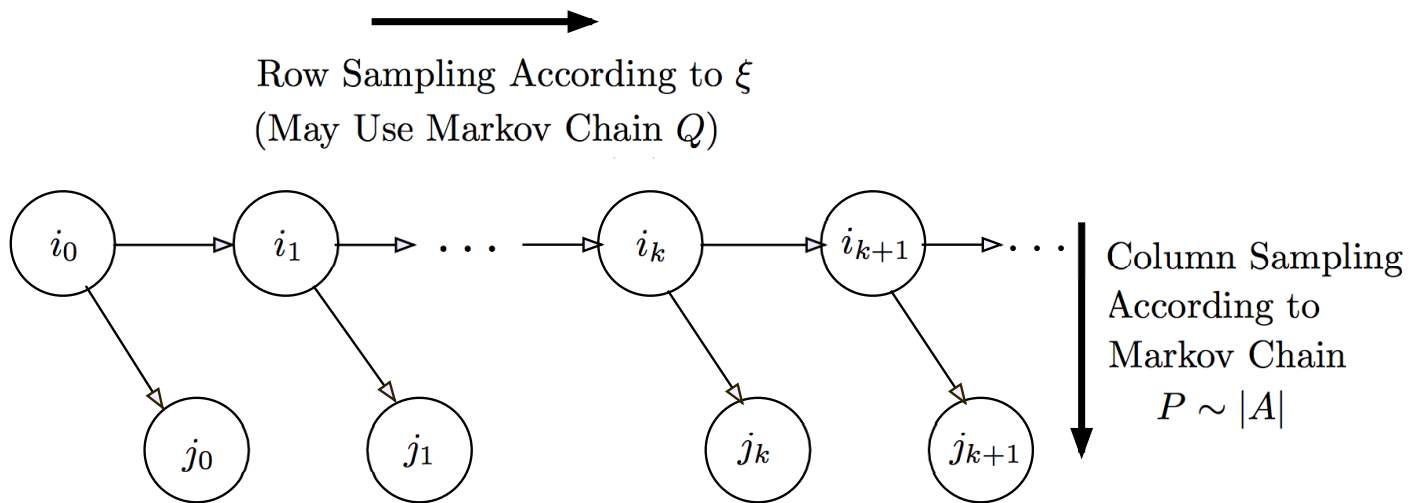 Row Sampling According to ξ
(May Use Markov Chain Q)
i₀ i₁ · · · iₖ iₖ₊₁ · · ·
Column Sampling
According to
Markov Chain
P ∼ |A|
j₀ j₁ jₖ jₖ₊₁